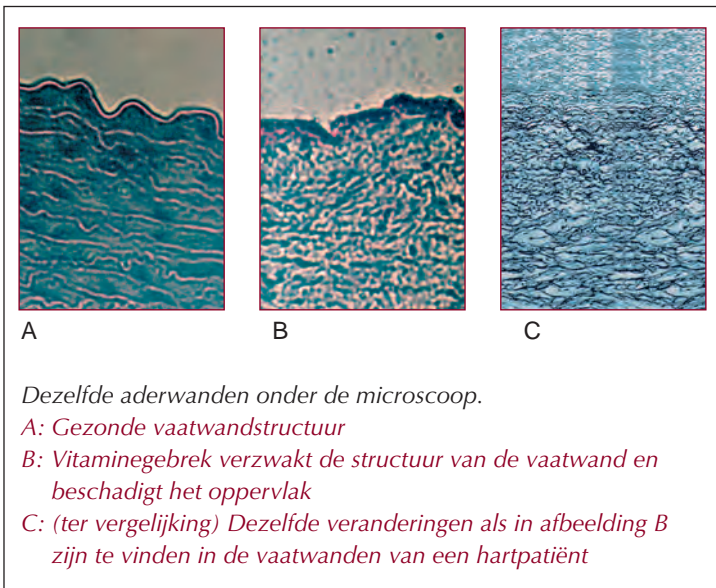 A B C
Dezelfde aderwanden onder de microscoop.
A: Gezonde vaatwandstructuur
B: Vitaminegebrek verzwakt de structuur van de vaatwand en
beschadigt het oppervlak
C: (ter vergelijking) Dezelfde veranderingen als in afbeelding B
zijn te vinden in de vaatwanden van een hartpatiënt